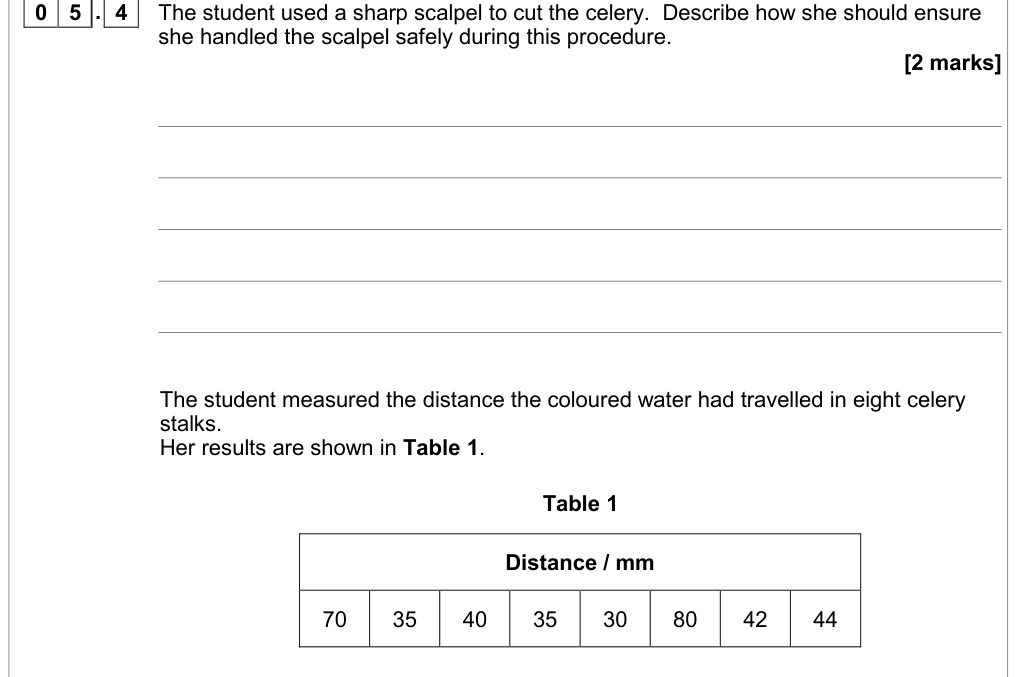 0 5 . 4 The student used a sharp scalpel to cut the celery. Describe how she should ensure
she handled the scalpel safely during this procedure.
[2 marks]
The student measured the distance the coloured water had travelled in eight celery
stalks.
Her results are shown in Table 1.
Table 1
Distance / mm
70 35 40 35 30 80 42 44